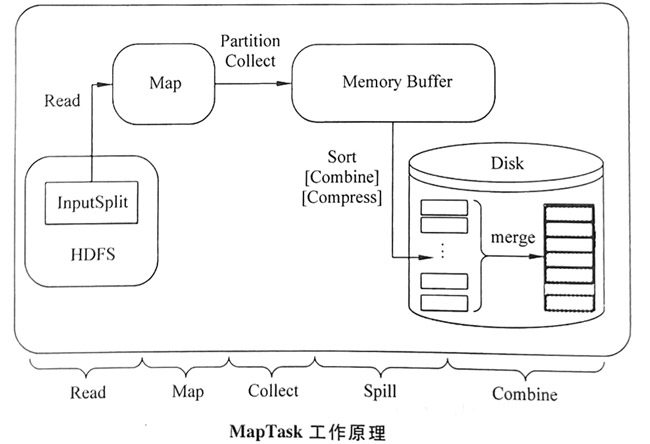 Partition
Collect
Map
Memory Buffer
Read
Sort
[Combine]
[Compress]
Disk
InputSplit
HDFS
merge
...
Read
Map
Collect
Spill
Combine
MapTask 工作原理